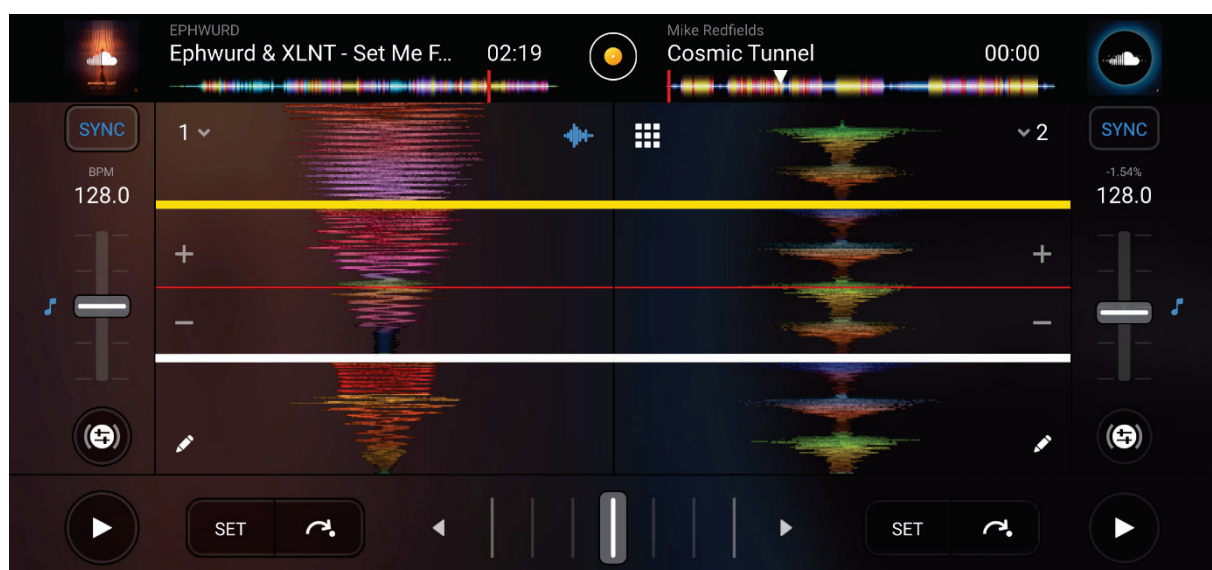 EPHWURD
Ephwurd & XLNT - Set Me F... 02:19
Mike Redfields
Cosmic Tunnel 00:00
SYNC
1
2
SYNC
BPM
128.0
-1.54%
128.0
SET
SET